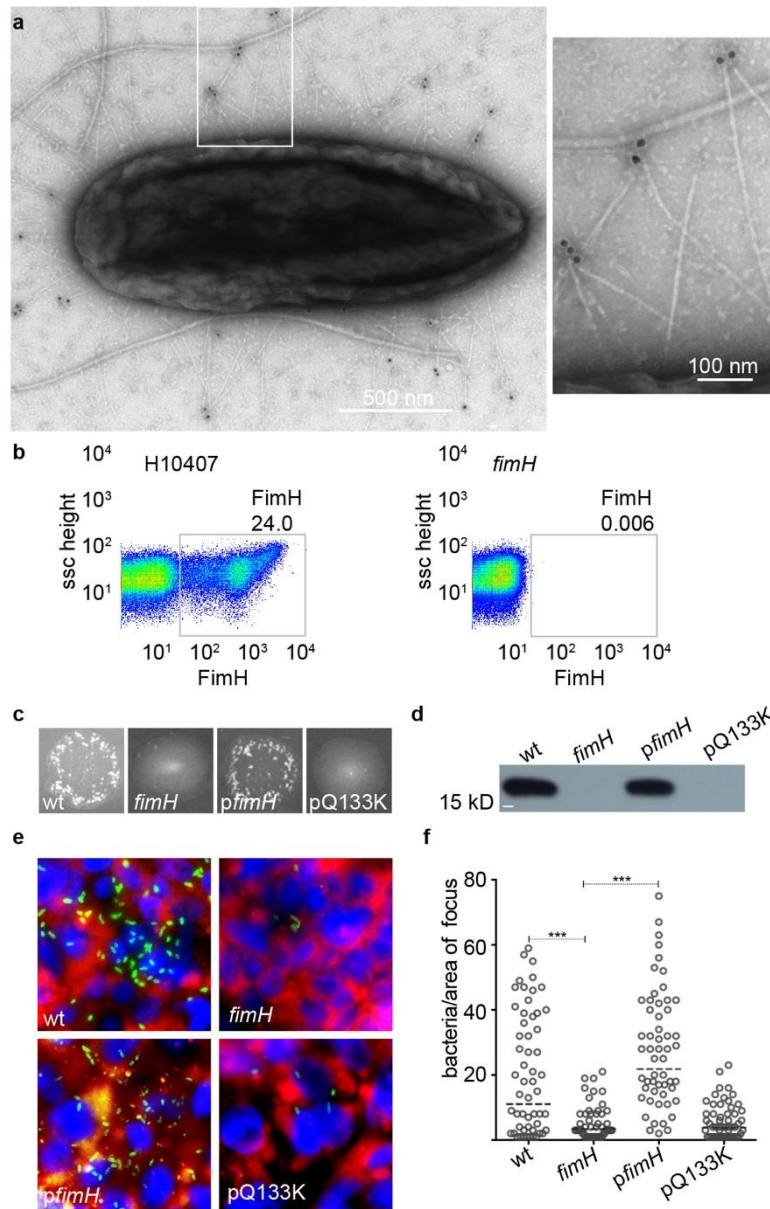 a
500 nm
100 nm
b
H10407
fimH
10⁴
10³
10²
10¹
ssc height
FimH
24.0
10¹ 10² 10³ 10⁴
FimH
10⁴
10³
10²
10¹
ssc height
FimH
0.006
10¹ 10² 10³ 10⁴
FimH
c
wt
fimH
pfimH
pQ133K
d
wt
fimH
pfimH
pQ133K
15 kD
e
wt
fimH
pfimH
pQ133K
f
bacteria/area of focus
80
60
40
20
***
***
wt
fimH
pfimH
pQ133K